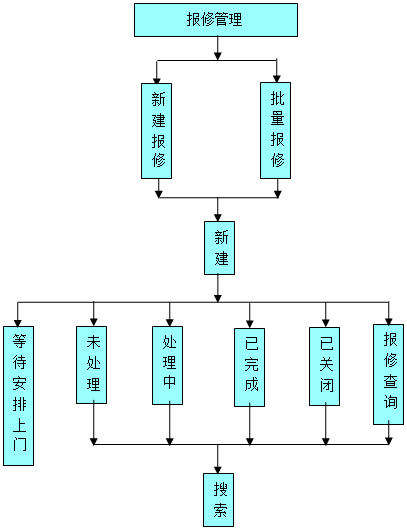 报修管理
新建报修
批量报修
新建
等待安排上门
未处理
处理中
已完成
已关闭
报修查询
搜索